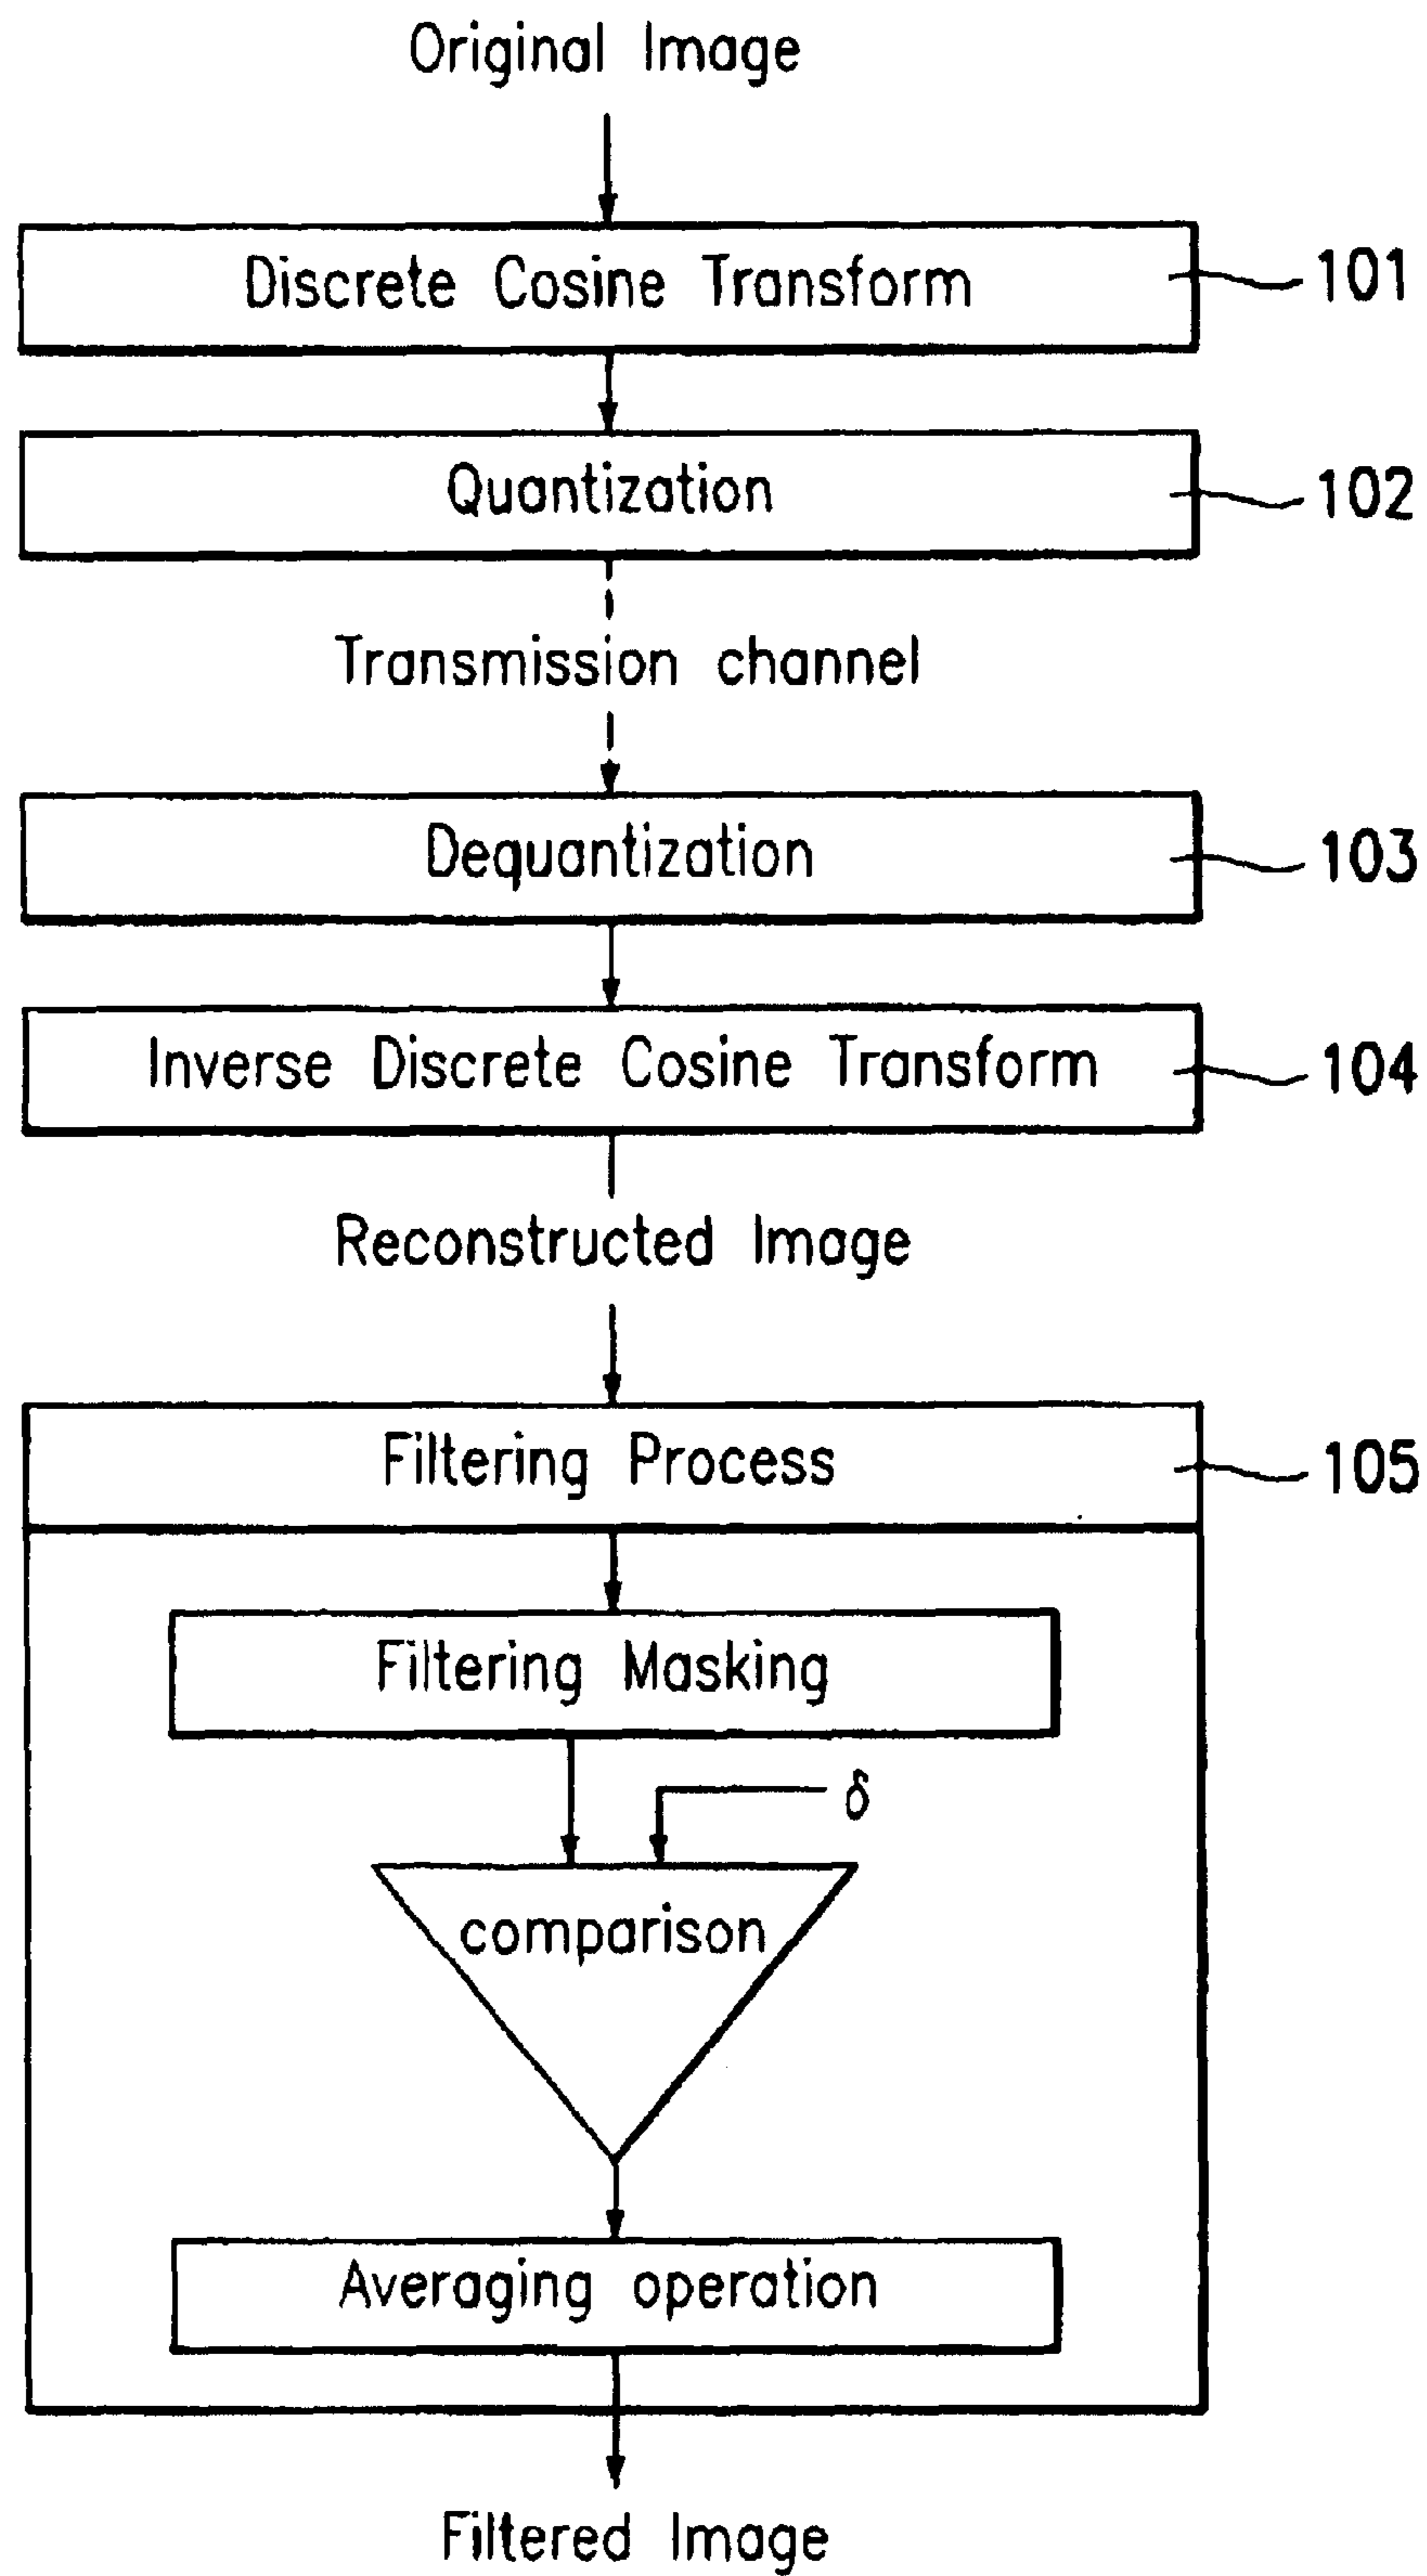 Original Image
Discrete Cosine Transform
101
Quantization
102
Transmission channel
Dequantization
103
Inverse Discrete Cosine Transform
104
Reconstructed Image
Filtering Process
105
Filtering Masking
δ
comparison
Averaging operation
Filtered Image